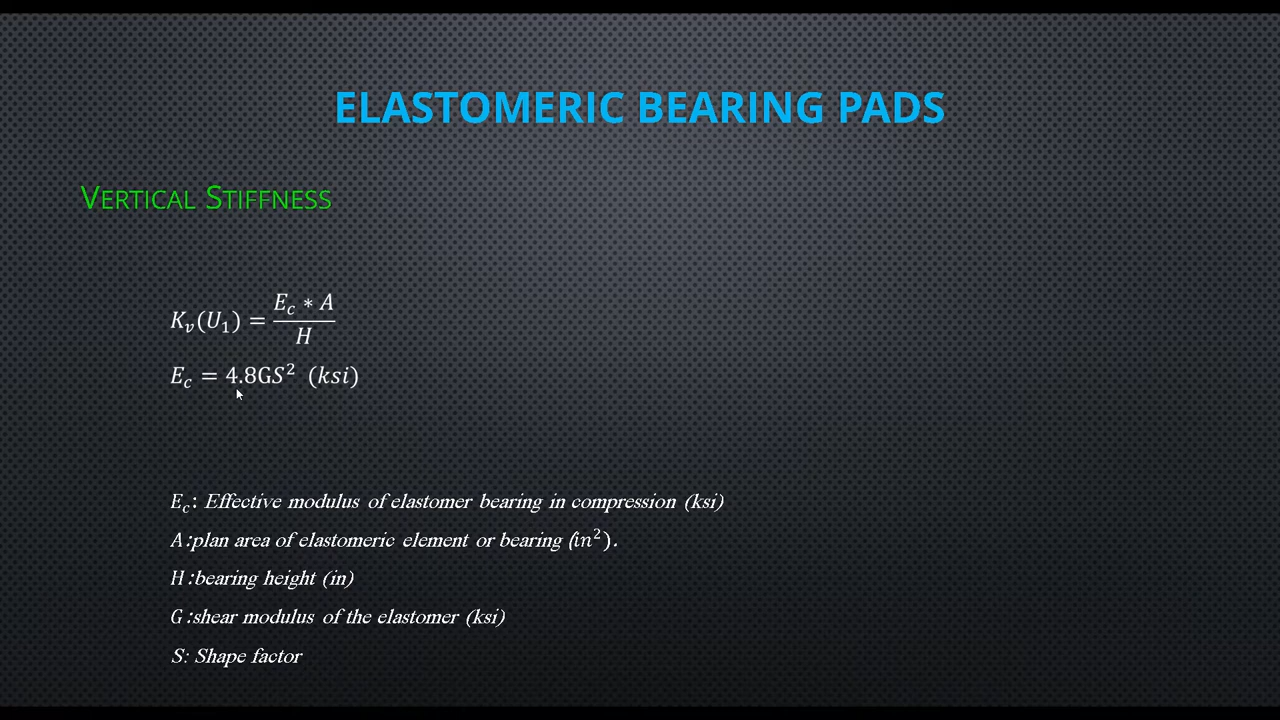 ELASTOMERIC BEARING PADS
VERTICAL STIFFNESS
K_v(U_1) = \frac{E_c * A}{H}
E_c = 4.8GS^2 (ksi)
E_c: Effective modulus of elastomer bearing in compression (ksi)
A :plan area of elastomeric element or bearing (in^2).
H :bearing height (in)
G :shear modulus of the elastomer (ksi)
S: Shape factor